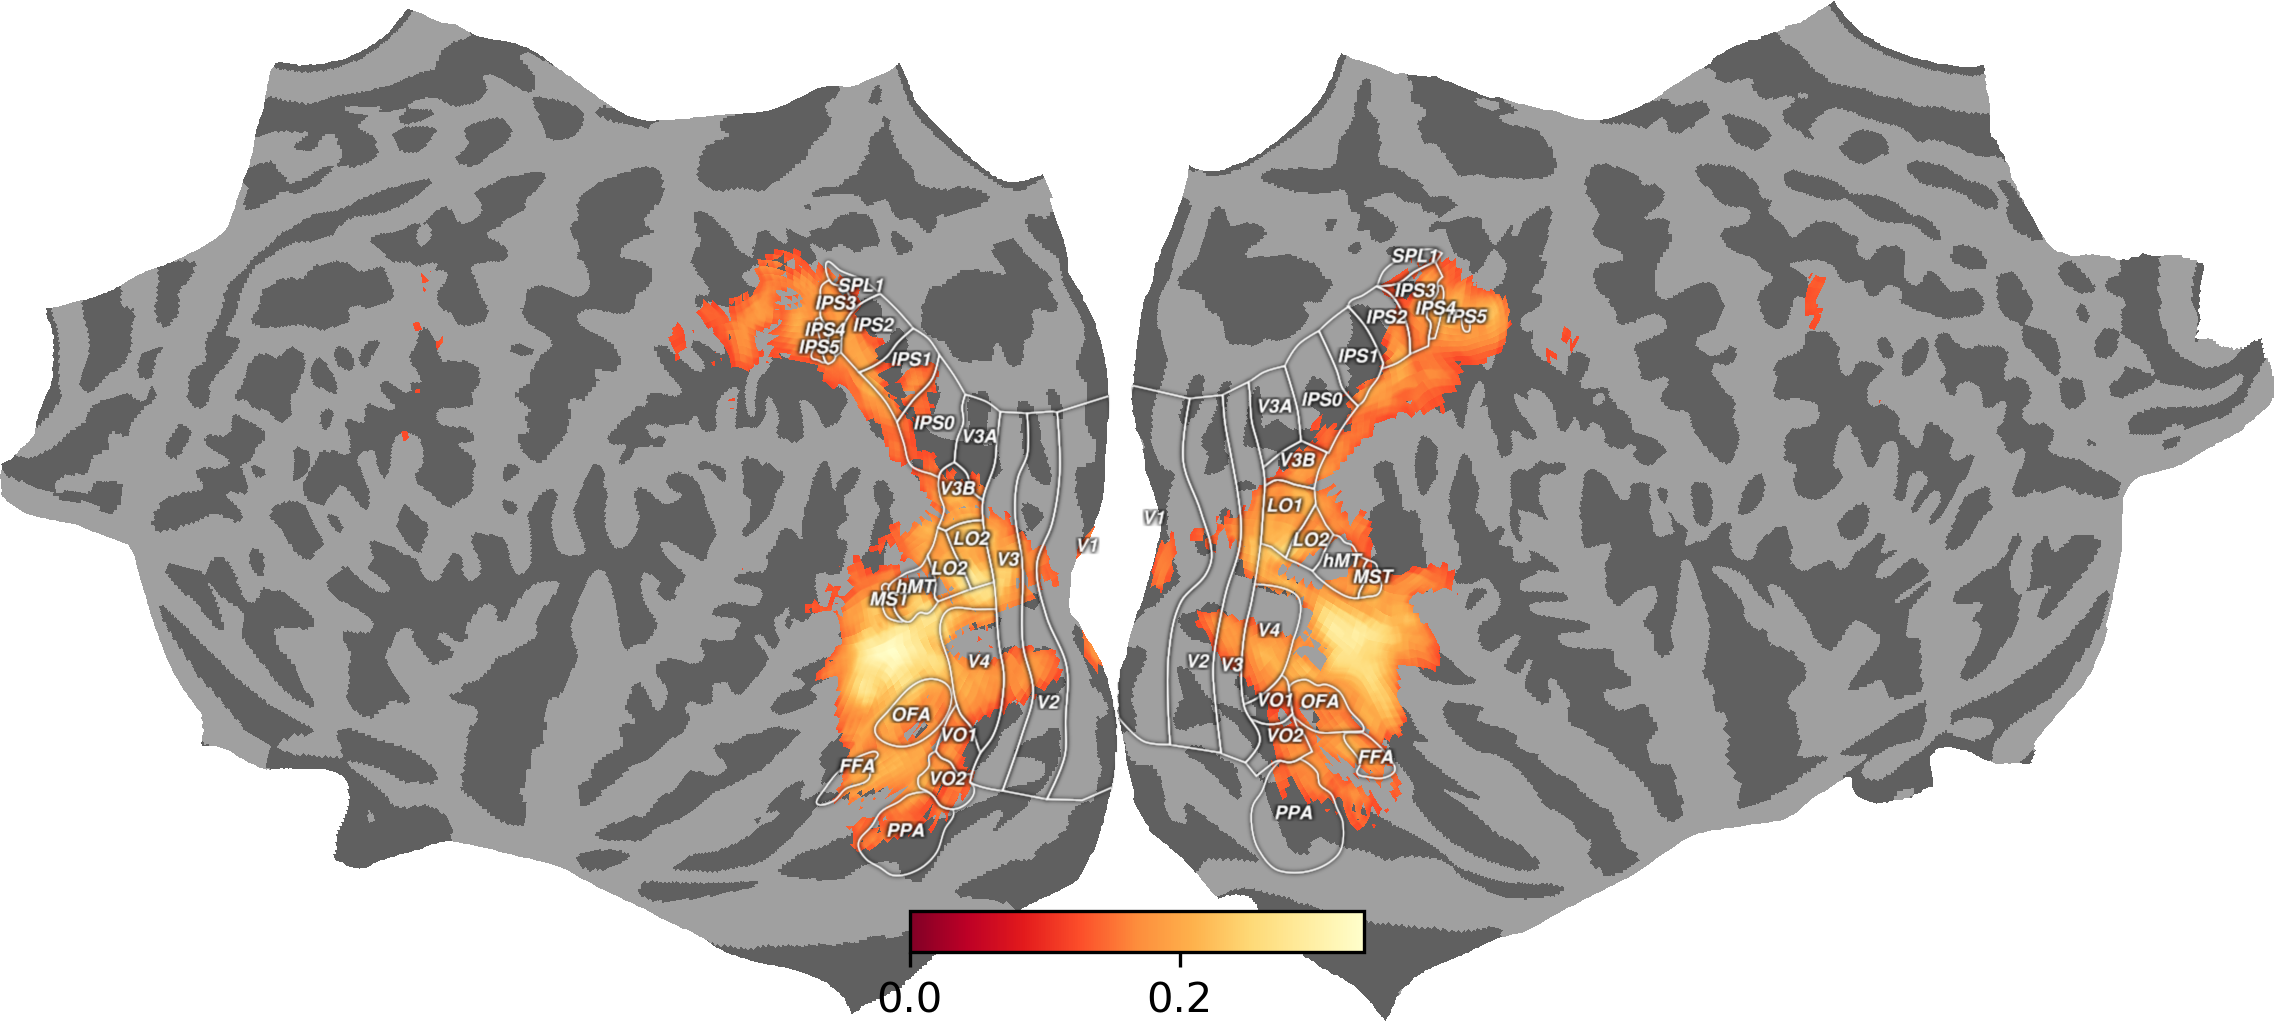 SPL1
IPS3
IPS2
IPS4
IPS5
IPS1
IPS0
V3A
V3B
LO2
V3
LO2
hMT
MST
V1
V4
V2
OFA
VO1
FFA
VO2
PPA
SPL1
IPS3
IPS4
IPS5
IPS2
IPS1
IPS0
V3A
V3B
LO1
V1
LO2
hMT
MST
V4
V2
V3
VO1
OFA
VO2
FFA
PPA
0.0
0.2